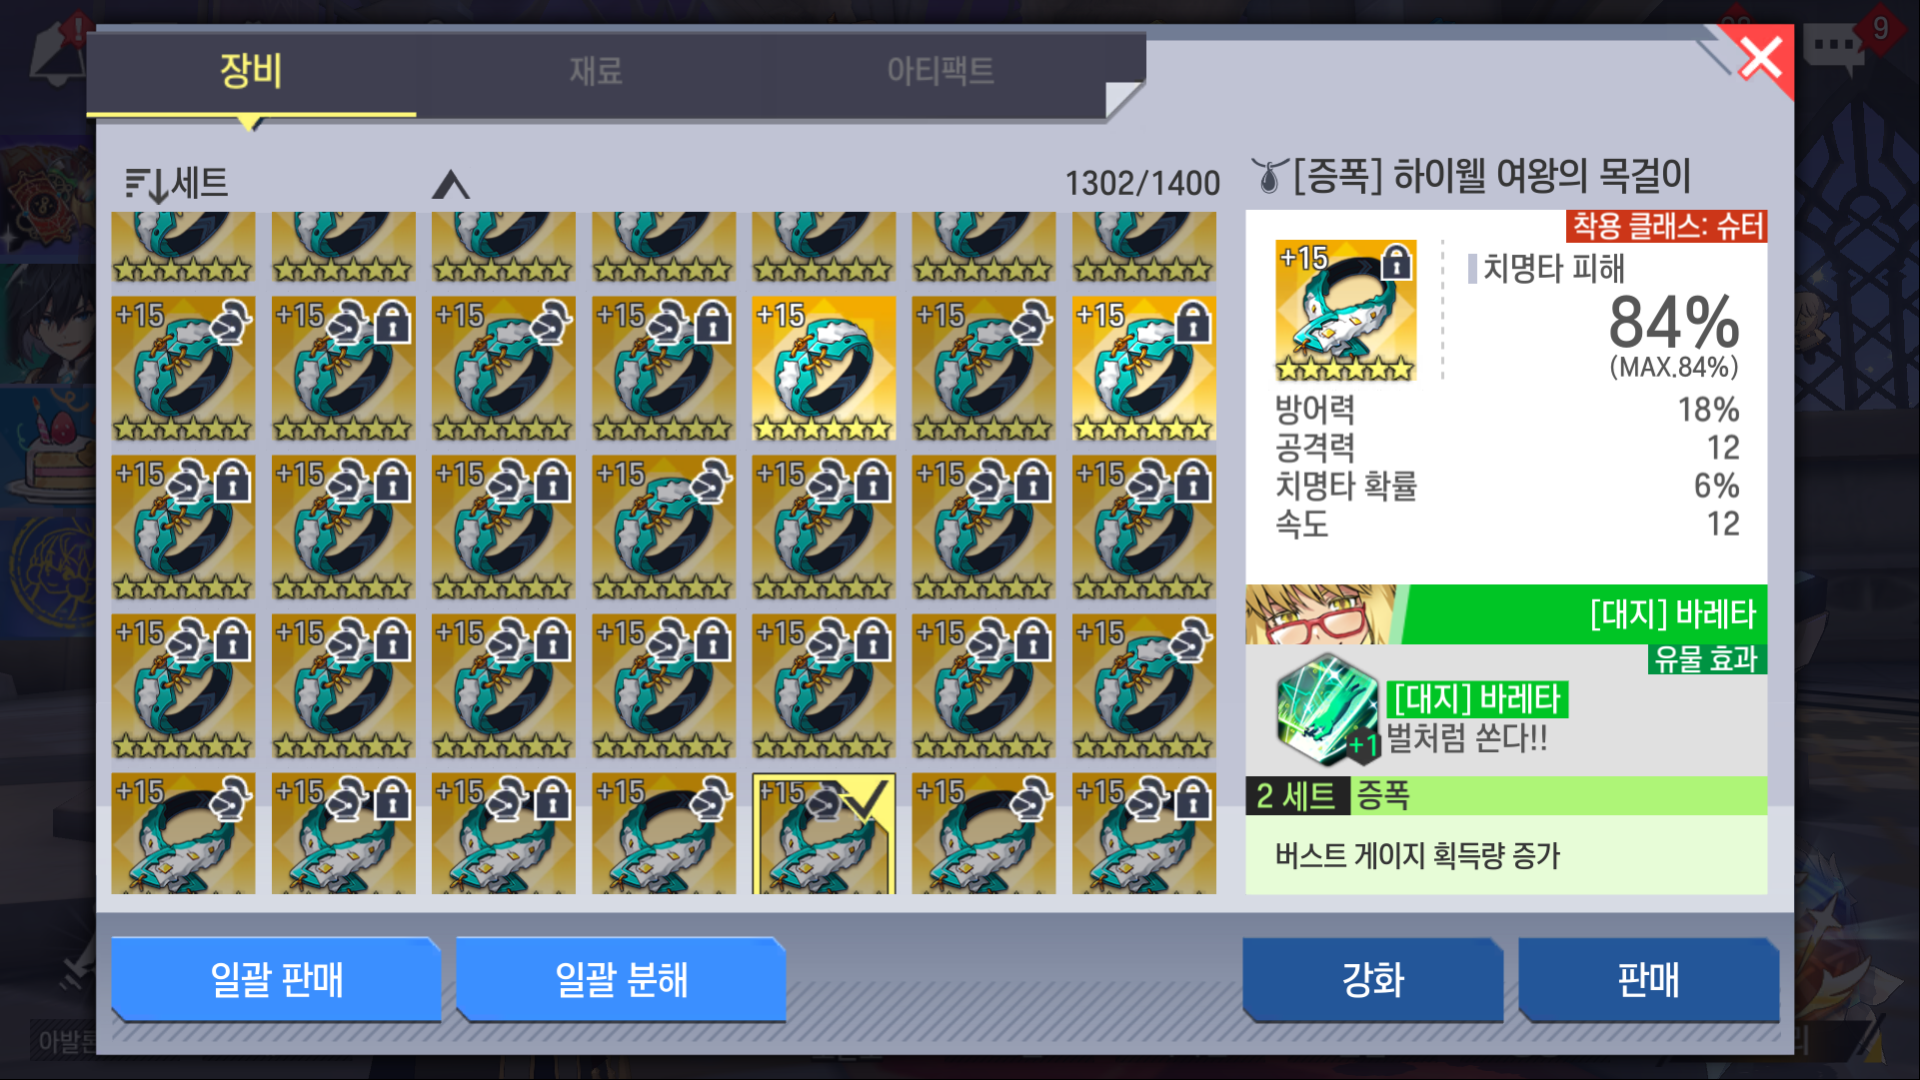 장비
재료
아티팩트
9
세트
1302/1400
[증폭] 하이웰 여왕의 목걸이
착용 클래스: 슈터
+15
치명타 피해
84%
(MAX.84%)
방어력 18%
공격력 12
치명타 확률 6%
속도 12
[대지] 바레타
유물 효과
[대지] 바레타
+1 벌처럼 쏜다!!
2 세트 증폭
버스트 게이지 획득량 증가
+15 +15 +15 +15 +15 +15 +15
+15 +15 +15 +15 +15 +15 +15
+15 +15 +15 +15 +15 +15 +15
+15 +15 +15 +15 +15 +15 +15
일괄 판매
일괄 분해
강화
판매